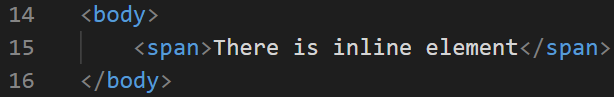 14 <body>
15 <span>There is inline element</span>
16 </body>